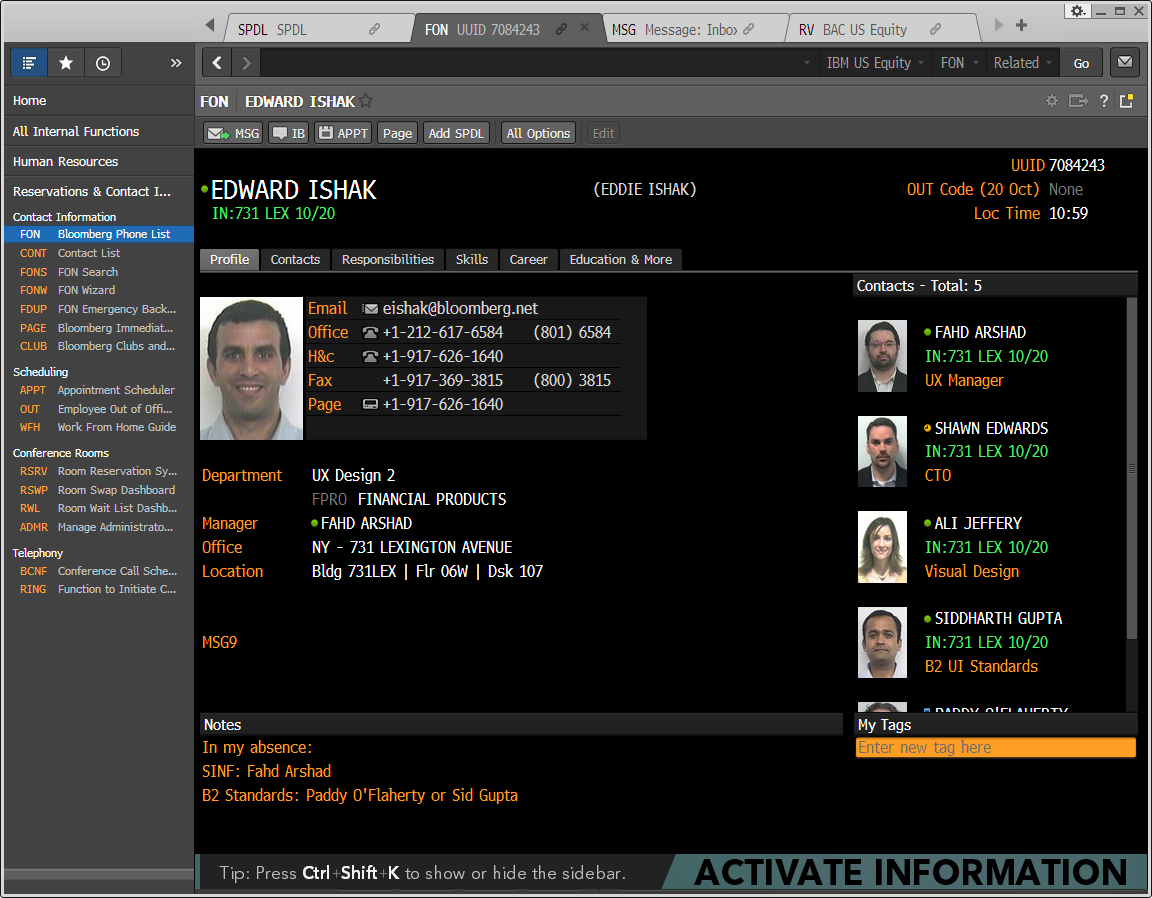 SPDL SPDL
FON UUID 7084243
MSG Message: Inbox
RV BAC US Equity
IBM US Equity FON Related Go
Home
All Internal Functions
Human Resources
Reservations & Contact I...
Contact Information
FON Bloomberg Phone List
CONT Contact List
FONS FON Search
FONW FON Wizard
FDUP FON Emergency Back...
PAGE Bloomberg Immediat...
CLUB Bloomberg Clubs and...
Scheduling
APPT Appointment Scheduler
OUT Employee Out of Offi...
WFH Work From Home Guide
Conference Rooms
RSRV Room Reservation Sy...
RSWP Room Swap Dashboard
RWL Room Wait List Dashb...
ADMR Manage Administrato...
Telephony
BCNF Conference Call Sche...
RING Function to Initiate C...
FON EDWARD ISHAK
?
MSG IB APPT Page Add SPDL All Options Edit
UUID 7084243
EDWARD ISHAK (EDDIE ISHAK) OUT Code (20 Oct) None
IN:731 LEX 10/20 Loc Time 10:59
Profile Contacts Responsibilities Skills Career Education & More
Email eishak@bloomberg.net
Office +1-212-617-6584 (801) 6584
H&c +1-917-626-1640
Fax +1-917-369-3815 (800) 3815
Page +1-917-626-1640
Department UX Design 2
FPRO FINANCIAL PRODUCTS
Manager FAHD ARSHAD
Office NY - 731 LEXINGTON AVENUE
Location Bldg 731LEX | Flr 06W | Dsk 107
MSG9
Contacts - Total: 5
FAHD ARSHAD
IN:731 LEX 10/20
UX Manager
SHAWN EDWARDS
IN:731 LEX 10/20
CTO
ALI JEFFERY
IN:731 LEX 10/20
Visual Design
SIDDHARTH GUPTA
IN:731 LEX 10/20
B2 UI Standards
PADDY O'FLAHERTY
Notes
In my absence:
SINF: Fahd Arshad
B2 Standards: Paddy O'Flaherty or Sid Gupta
My Tags
Enter new tag here
Tip: Press Ctrl+Shift+K to show or hide the sidebar.
ACTIVATE INFORMATION